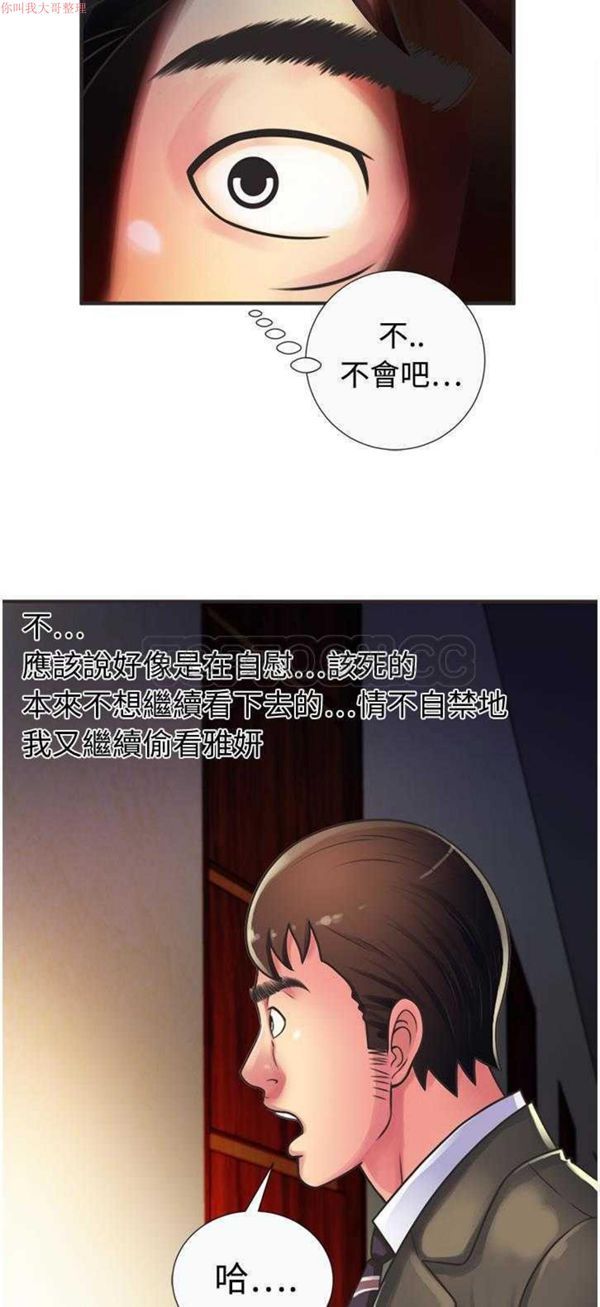 你叫我大哥整理
不..
不會吧...
不...
應該說好像是在自慰...該死的
本來不想繼續看下去的...情不自禁地
我又繼續偷看雅妍
哈....